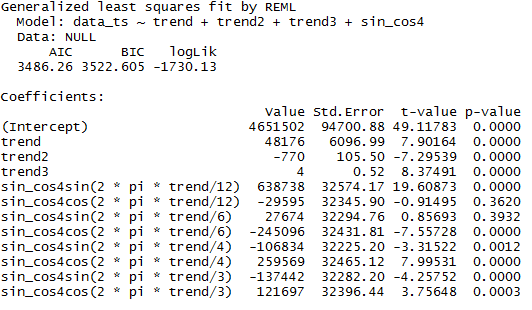 Generalized least squares fit by REML
  Model: data_ts ~ trend + trend2 + trend3 + sin_cos4
  Data: NULL
      AIC      BIC   logLik
  3486.26 3522.605 -1730.13

Coefficients:
                                 Value Std.Error  t-value p-value
(Intercept)                    4651502  94700.88 49.11783  0.0000
trend                            48176   6096.99  7.90164  0.0000
trend2                            -770    105.50 -7.29539  0.0000
trend3                               4      0.52  8.37491  0.0000
sin_cos4sin(2 * pi * trend/12)  638738  32574.17 19.60873  0.0000
sin_cos4cos(2 * pi * trend/12)  -29595  32345.90 -0.91495  0.3620
sin_cos4sin(2 * pi * trend/6)    27674  32294.76  0.85693  0.3932
sin_cos4cos(2 * pi * trend/6)  -245096  32431.81 -7.55728  0.0000
sin_cos4sin(2 * pi * trend/4)  -106834  32225.20 -3.31522  0.0012
sin_cos4cos(2 * pi * trend/4)   259569  32465.12  7.99531  0.0000
sin_cos4sin(2 * pi * trend/3)  -137442  32282.20 -4.25752  0.0000
sin_cos4cos(2 * pi * trend/3)   121697  32396.44  3.75648  0.0003